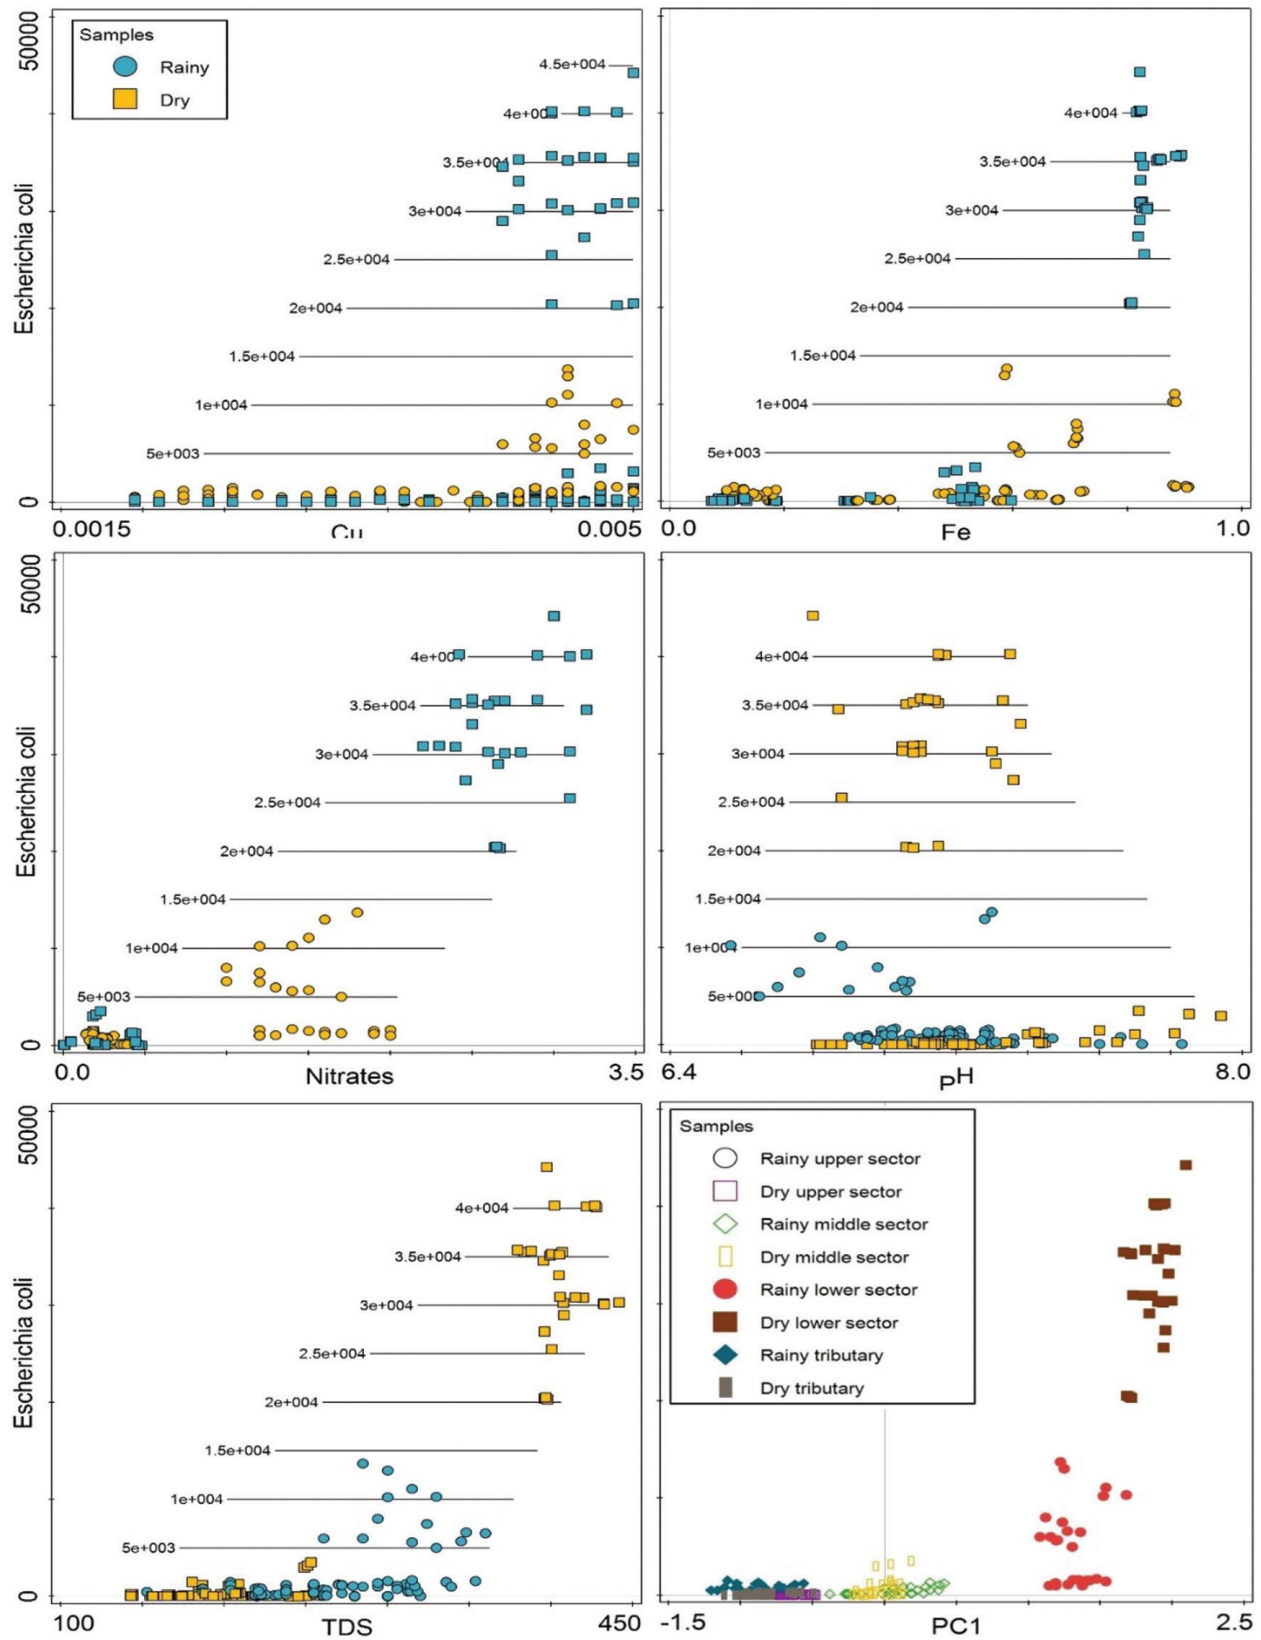 50000
Samples
Rainy
Dry
4.5e+004
4e+00
3.5e+004
3e+004
2.5e+004
2e+004
1.5e+004
1e+004
5e+003
0
Escherichia coli
0.0015
Cu
0.005
4e+004
3.5e+004
3e+004
2.5e+004
2e+004
1.5e+004
1e+004
5e+003
0.0
Fe
1.0
50000
4e+00
3.5e+004
3e+004
2.5e+004
2e+004
1.5e+004
1e+004
5e+003
0
Escherichia coli
0.0
Nitrates
3.5
4e+004
3.5e+004
3e+004
2.5e+004
2e+004
1.5e+004
1e+004
5e+00
6.4
PH
8.0
50000
4e+004
3.5e+004
3e+004
2.5e+004
2e+004
1.5e+004
1e+004
5e+003
0
Escherichia coli
100
TDS
450
Samples
Rainy upper sector
Dry upper sector
Rainy middle sector
Dry middle sector
Rainy lower sector
Dry lower sector
Rainy tributary
Dry tributary
-1.5
PC1
2.5